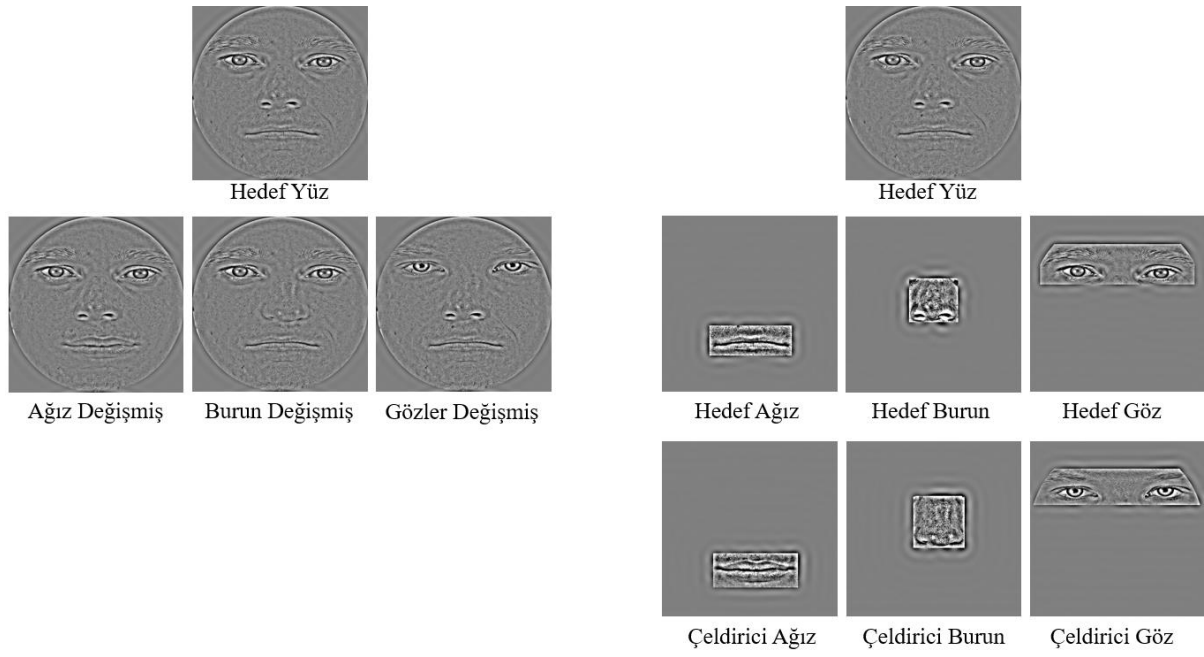 Hedef Yüz
Ağız Değişmiş
Burun Değişmiş
Gözler Değişmiş
Hedef Yüz
Hedef Ağız
Hedef Burun
Hedef Göz
Çeldirici Ağız
Çeldirici Burun
Çeldirici Göz